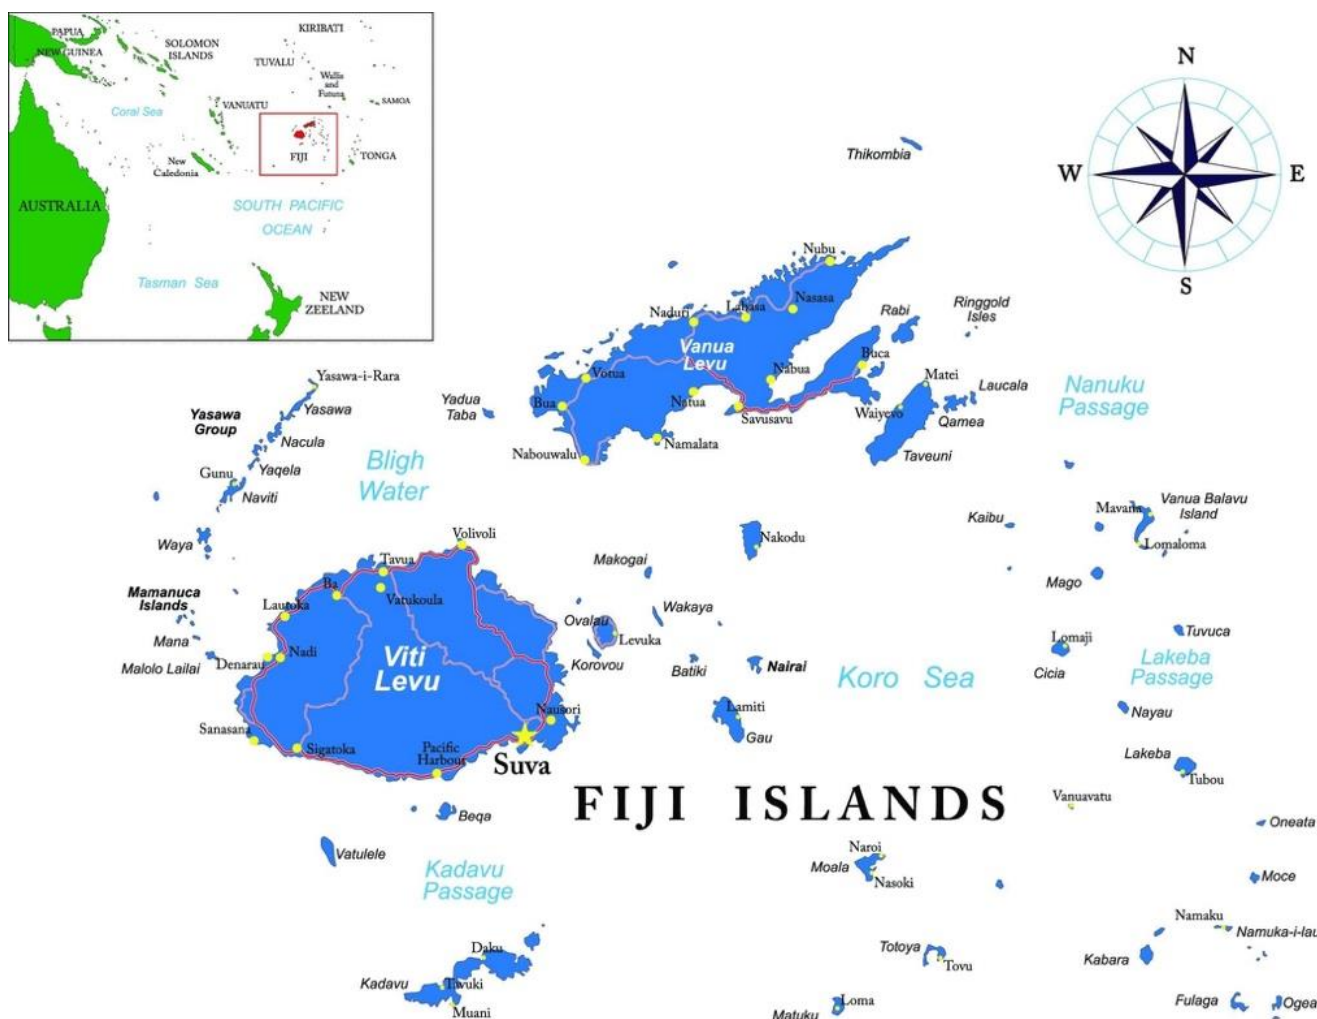 KIRIBATI
PAPUA
NEW GUINEA
SOLOMON
ISLANDS
TUVALU
Wallis
and
Futuna
SAMOA
Coral Sea
VANUATU
FIJI
TONGA
New
Caledonia
AUSTRALIA
SOUTH PACIFIC
OCEAN
Tasman Sea
NEW
ZEELAND
N
W
E
S
Thikombia
Nubu
Nasasa
Labasa
Naduri
Rabi
Ringgold
Isles
Vanua
Levu
Buca
Nabua
Votua
Matei
Laucala
Nanuku
Passage
Yasawa-i-Rara
Yasawa
Yadua
Taba
Bua
Natua
Savusavu
Waiyevo
Qamea
Yasawa
Group
Nacula
Namalata
Taveuni
Nabouwalu
Bligh
Water
Yaqela
Gunu
Naviti
Vanua Balavu
Island
Mavana
Kaibu
Lomaloma
Waya
Volivoli
Nakodu
Makogai
Tavua
Ba
Vatukoula
Mago
Mamanuca
Islands
Lautoka
Wakaya
Ovalau
Levuka
Tuvuca
Lomaji
Mana
Nadi
Denarau
Malolo Lailai
Viti
Levu
Korovou
Batiki
Nairai
Koro Sea
Cicia
Lakeba
Passage
Lamiti
Gau
Nayau
Nausori
Sanasana
Sigatoka
Pacific
Harbout
Suva
Lakeba
Tubou
FIJI ISLANDS
Vanuavatu
Beqa
Oneata
Vatulele
Naroi
Moala
Nasoki
Moce
Kadavu
Passage
Namaku
Namuka-i-lau
Daku
Totoya
Tovu
Kabara
Kadavu
Tavuki
Muani
Loma
Matuku
Fulaga
Ogea